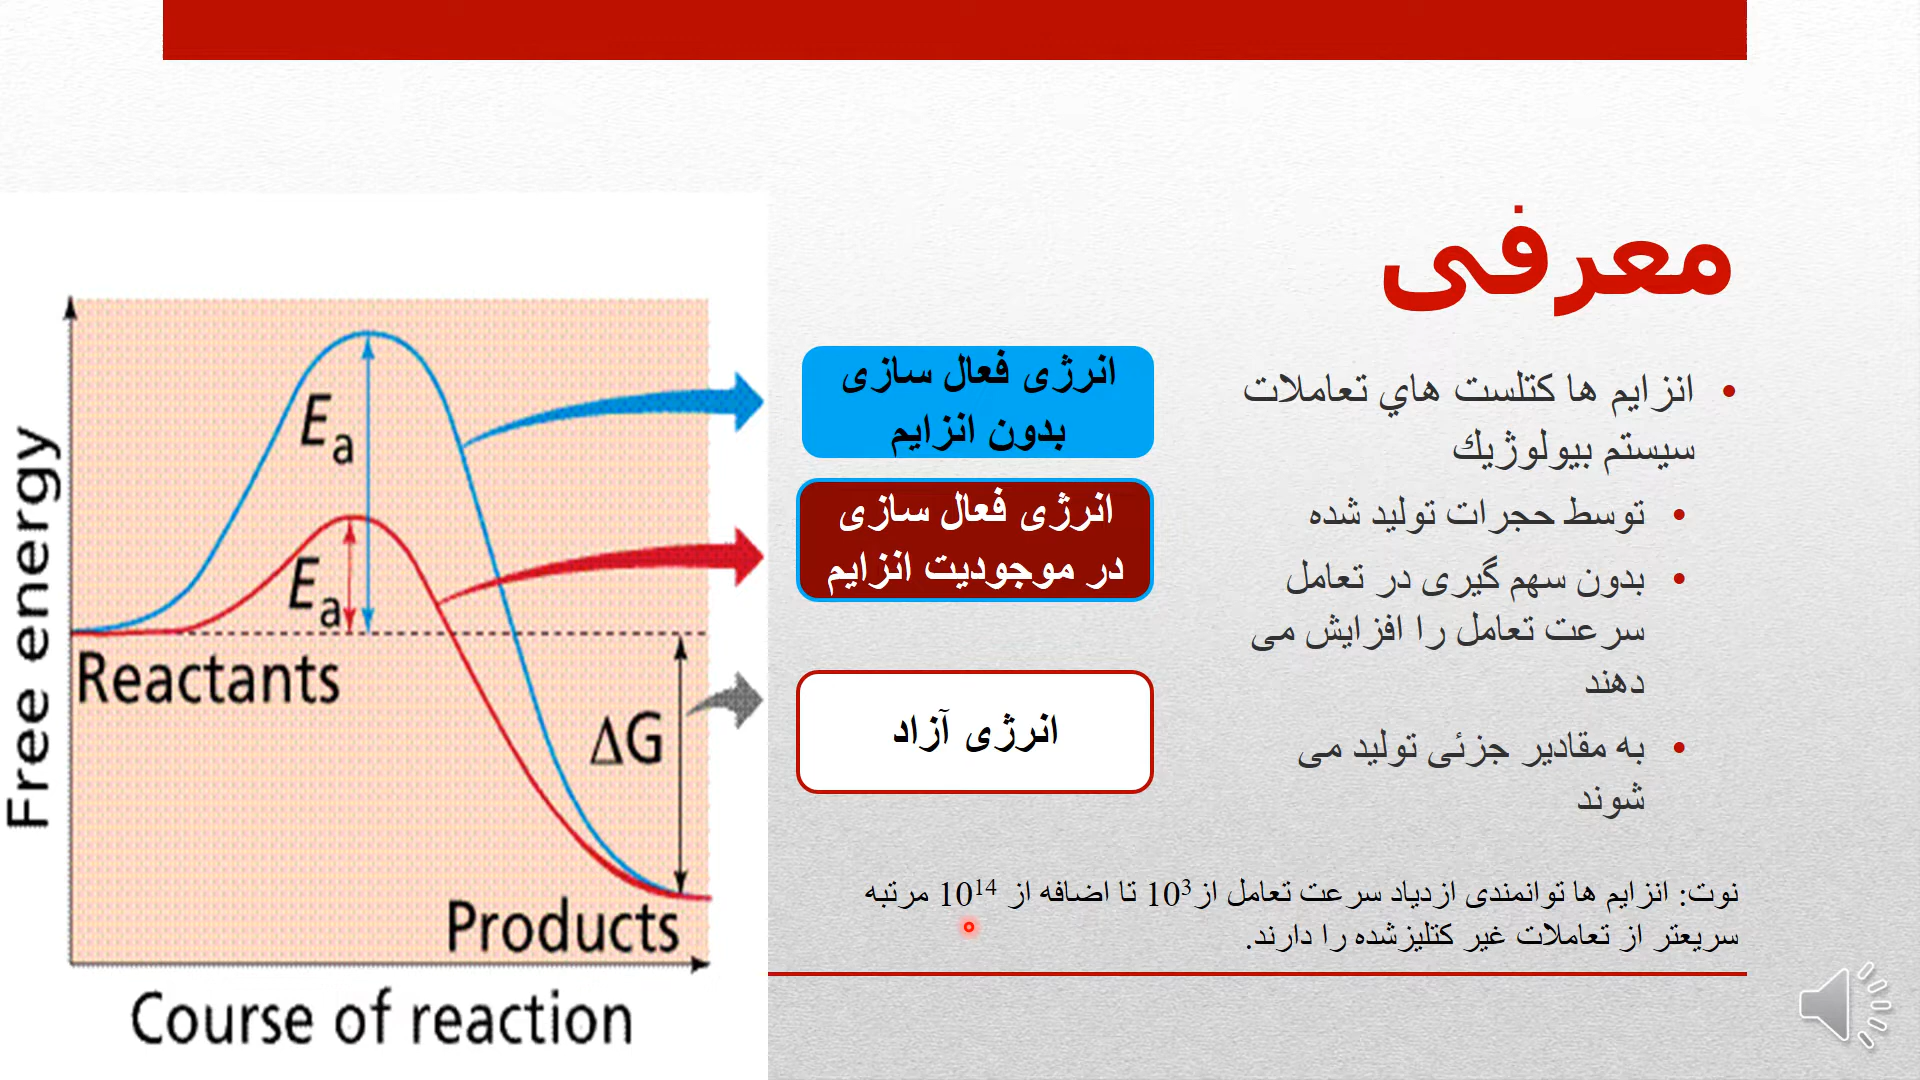 معرفی
انزایم ها کتلست هاي تعاملات
سیستم بیولوژیك
توسط حجرات تولید شده
بدون سهم گیری در تعامل
سرعت تعامل را افزایش می
دهند
به مقادیر جزئی تولید می
شوند
نوت: انزایم ها توانمندی ازدیاد سرعت تعامل از10³ تا اضافه از 10¹⁴ مرتبه
سریعتر از تعاملات غیر کتلیزشده را دارند.
انرژی فعال سازی
بدون انزایم
انرژی فعال سازی
در موجودیت انزایم
انرژی آزاد
Free energy
Ea
Ea
Reactants
ΔG
Products
Course of reaction